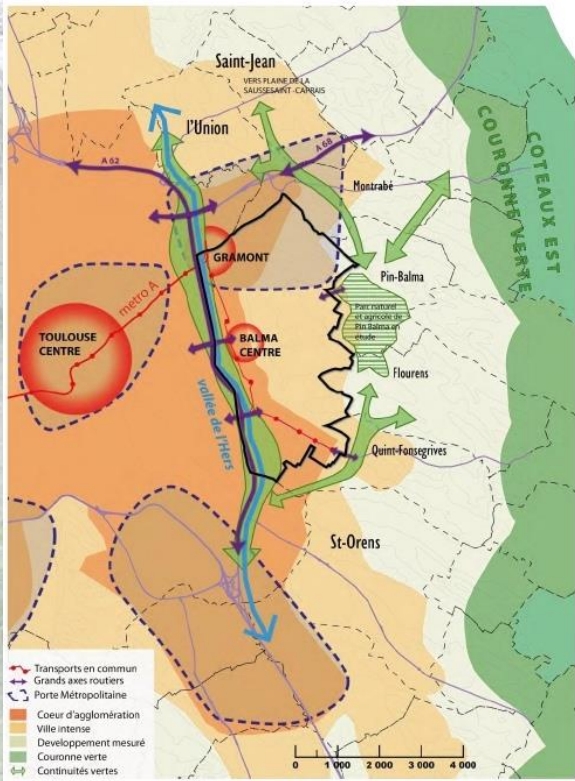 Saint-Jean
VERS PLAINE DE LA
SAUSSESAINT-CAPRAIS
l'Union
A 62
A 68
Montrabé
COURONNE VERTE
COTEAUX EST
GRAMONT
Pin-Balma
metro A
Parc naturel
et agricole de
Pin Balma en
étude
TOULOUSE
CENTRE
BALMA
CENTRE
Flourens
vallée de l'Hers
Quint-Fonsegrives
St-Orens
Transports en commun
Grands axes routiers
Porte Métropolitaine
Coeur d'agglomération
Ville intense
Developpement mesuré
Couronne verte
Continuités vertes
0 1 000 2 000 3 000 4 000